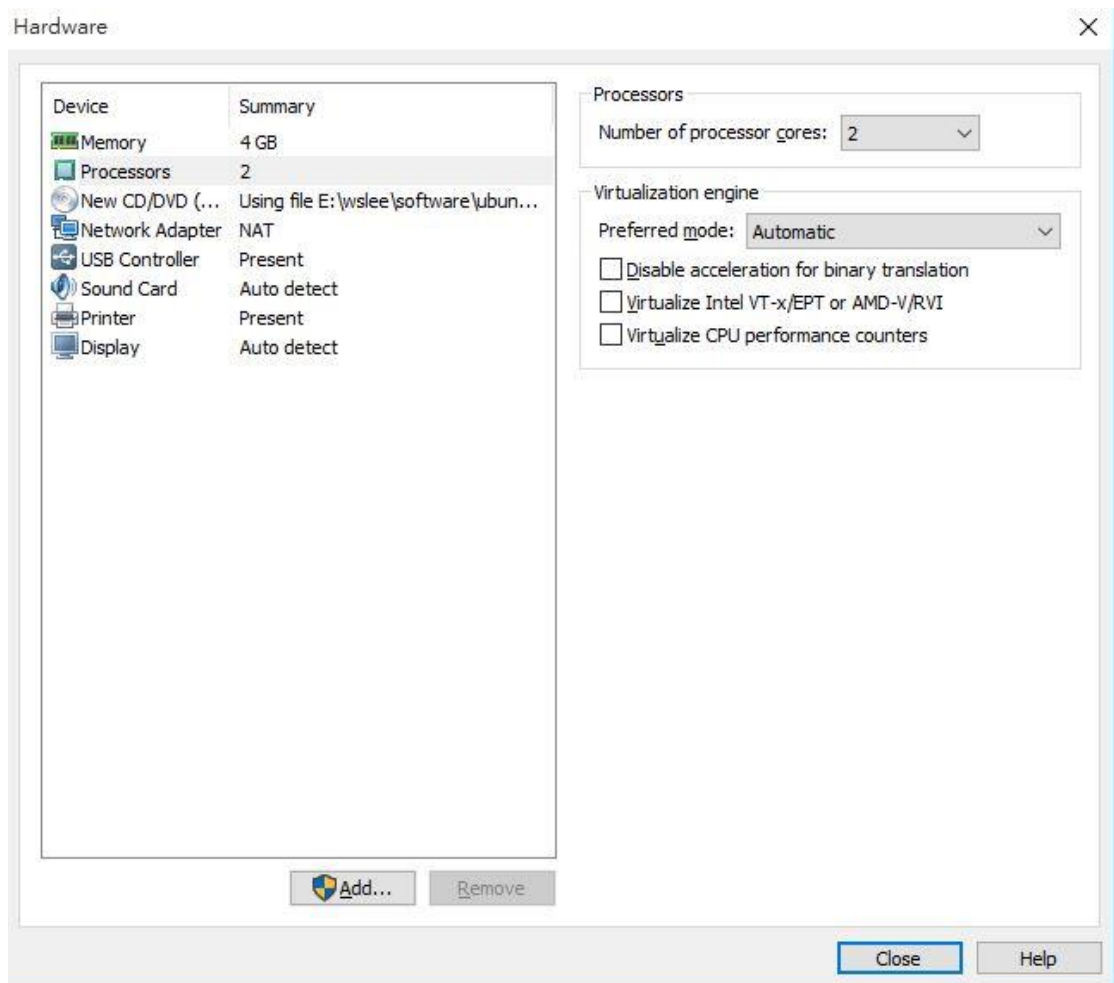 Hardware
Device Summary
Memory 4 GB
Processors 2
New CD/DVD (... Using file E:\wslee\software\ubun...
Network Adapter NAT
USB Controller Present
Sound Card Auto detect
Printer Present
Display Auto detect
Add... Remove
Processors
Number of processor cores: 2
Virtualization engine
Preferred mode: Automatic
Disable acceleration for binary translation
Virtualize Intel VT-x/EPT or AMD-V/RVI
Virtualize CPU performance counters
Close Help